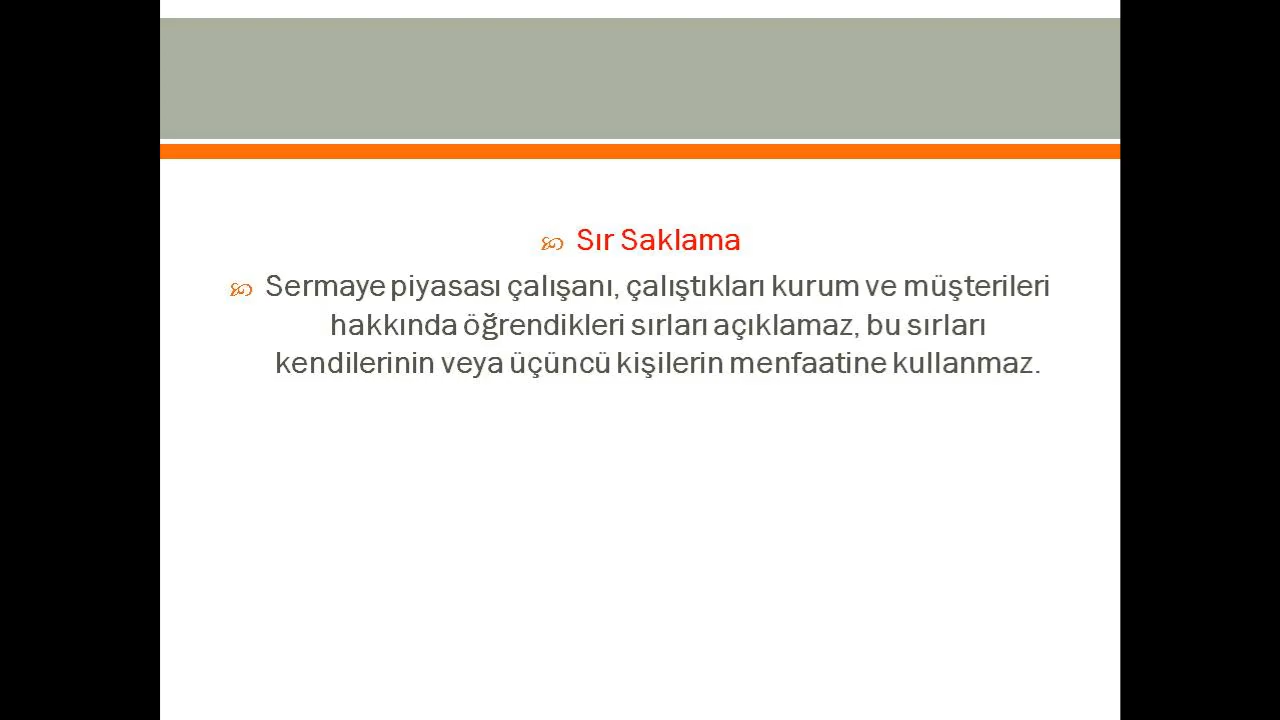 Sır Saklama
Sermaye piyasası çalışanı, çalıştıkları kurum ve müşterileri
hakkında öğrendikleri sırları açıklamaz, bu sırları
kendilerinin veya üçüncü kişilerin menfaatine kullanmaz.